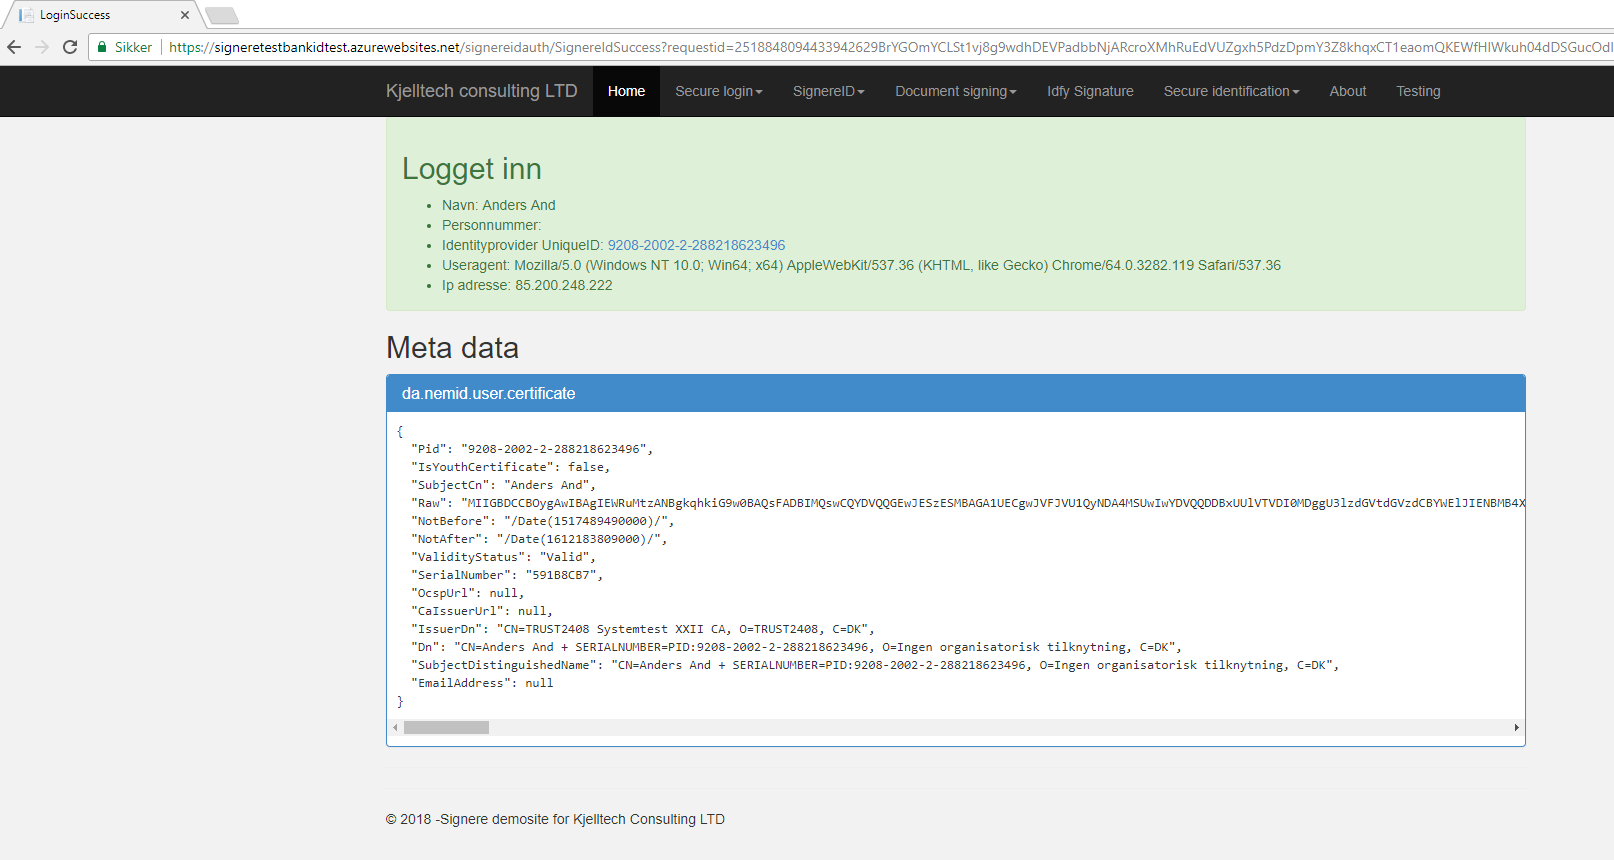 LoginSuccess
Sikker https://signeretestbankidtest.azurewebsites.net/signereidauth/SignereIdSuccess?requestid=2518848094433942629BrYGOmYCLSt1vj8g9wdhDEVPadbbNjARcroXMhRuEdVUZgxh5PdzDpmY3Z8khqxCT1eaomQKEWfHIWkuh04dDSGucOdI
Kjelltech consulting LTD Home Secure login SignereID Document signing Idfy Signature Secure identification About Testing
Logget inn
Navn: Anders And
Personnummer:
Identityprovider UniqueID: 9208-2002-2-288218623496
Useragent: Mozilla/5.0 (Windows NT 10.0; Win64; x64) AppleWebKit/537.36 (KHTML, like Gecko) Chrome/64.0.3282.119 Safari/537.36
Ip adresse: 85.200.248.222
Meta data
da.nemid.user.certificate
{
"Pid": "9208-2002-2-288218623496",
"IsYouthCertificate": false,
"SubjectCn": "Anders And",
"Raw": "MIIGBDCCBOygAwIBAgIEWRuMtzANBgkqhkiG9w0BAQsFADBIMQswCQYDVQQGEwJESzESMBAGA1UECgwJVFJVU1QyNDA4MSUwIwYDVQQDDBxUUlVTVDI0MDggU3lzdGVtdGVzdCBYWElJIENBMB4X
"NotBefore": "/Date(1517489490000)/",
"NotAfter": "/Date(1612183809000)/",
"ValidityStatus": "Valid",
"SerialNumber": "591B8CB7",
"OcspUrl": null,
"CaIssuerUrl": null,
"IssuerDn": "CN=TRUST2408 Systemtest XXII CA, O=TRUST2408, C=DK",
"Dn": "CN=Anders And + SERIALNUMBER=PID:9208-2002-2-288218623496, O=Ingen organisatorisk tilknytning, C=DK",
"SubjectDistinguishedName": "CN=Anders And + SERIALNUMBER=PID:9208-2002-2-288218623496, O=Ingen organisatorisk tilknytning, C=DK",
"EmailAddress": null
}
© 2018 -Signere demosite for Kjelltech Consulting LTD